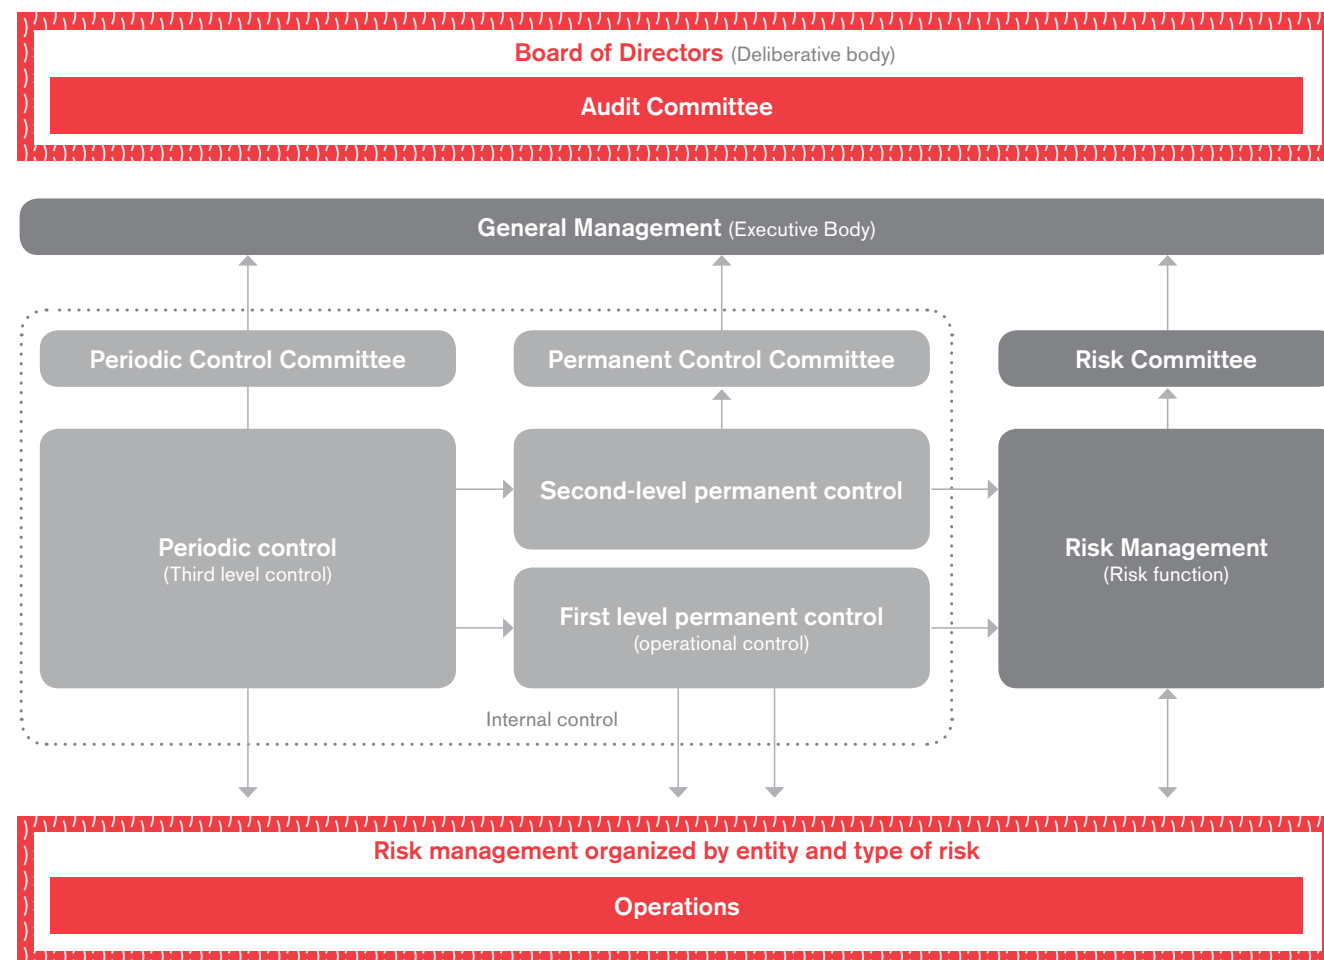 Board of Directors (Deliberative body)
Audit Committee
General Management (Executive Body)
Periodic Control Committee
Permanent Control Committee
Risk Committee
Second-level permanent control
Periodic control
(Third level control)
Risk Management
(Risk function)
First level permanent control
(operational control)
Internal control
Risk management organized by entity and type of risk
Operations